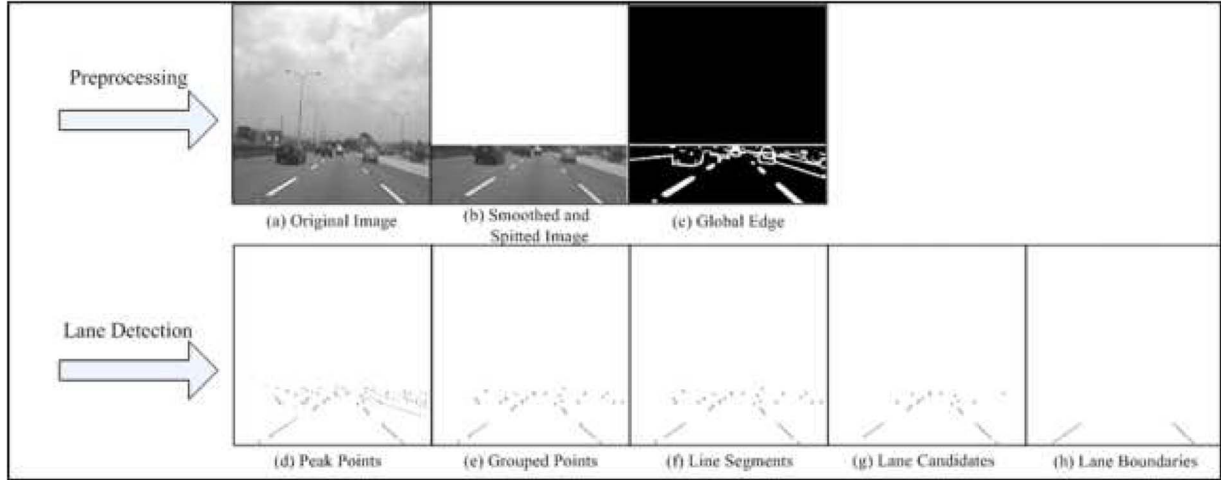 Preprocessing
(a) Original Image
(b) Smoothed and
Spitted Image
(c) Global Edge
Lane Detection
(d) Peak Points
(e) Grouped Points
(f) Line Segments
(g) Lane Candidates
(h) Lane Boundaries